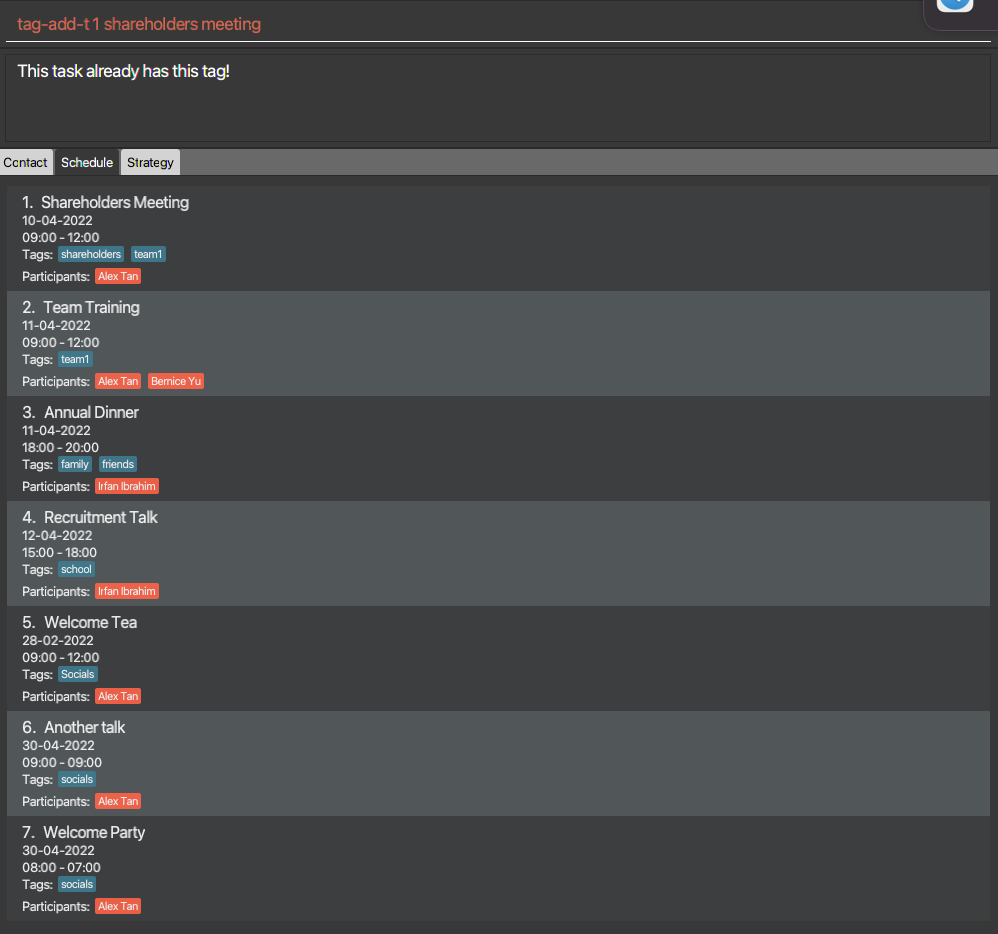 tag-add-t 1 shareholders meeting
This task already has this tag!
Contact Schedule Strategy
1. Shareholders Meeting
10-04-2022
09:00 - 12:00
Tags: shareholders team1
Participants: Alex Tan
2. Team Training
11-04-2022
09:00 - 12:00
Tags: team1
Participants: Alex Tan Bernice Yu
3. Annual Dinner
11-04-2022
18:00 - 20:00
Tags: family friends
Participants: Irfan Ibrahim
4. Recruitment Talk
12-04-2022
15:00 - 18:00
Tags: school
Participants: Irfan Ibrahim
5. Welcome Tea
28-02-2022
09:00 - 12:00
Tags: Socials
Participants: Alex Tan
6. Another talk
30-04-2022
09:00 - 09:00
Tags: socials
Participants: Alex Tan
7. Welcome Party
30-04-2022
08:00 - 07:00
Tags: socials
Participants: Alex Tan